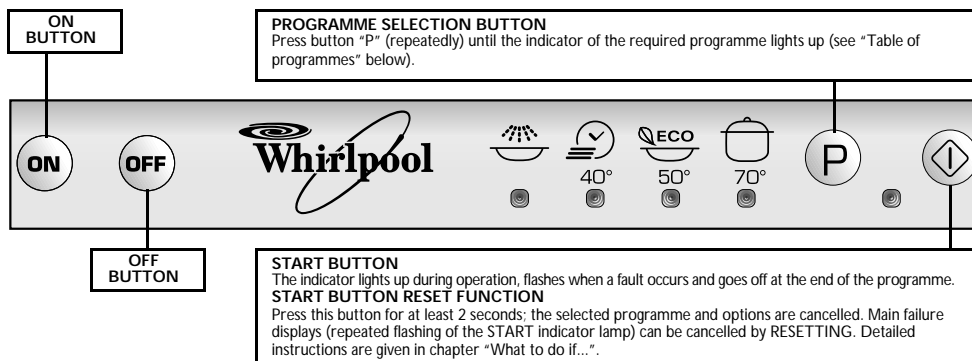 ON
BUTTON
PROGRAMME SELECTION BUTTON
Press button “P” (repeatedly) until the indicator of the required programme lights up (see “Table of
programmes” below).
ON
OFF
Whirlpool
ECO
40°
50°
70°
P
OFF
BUTTON
START BUTTON
The indicator lights up during operation, flashes when a fault occurs and goes off at the end of the programme.
START BUTTON RESET FUNCTION
Press this button for at least 2 seconds; the selected programme and options are cancelled. Main failure
displays (repeated flashing of the START indicator lamp) can be cancelled by RESETTING. Detailed
instructions are given in chapter “What to do if...”.